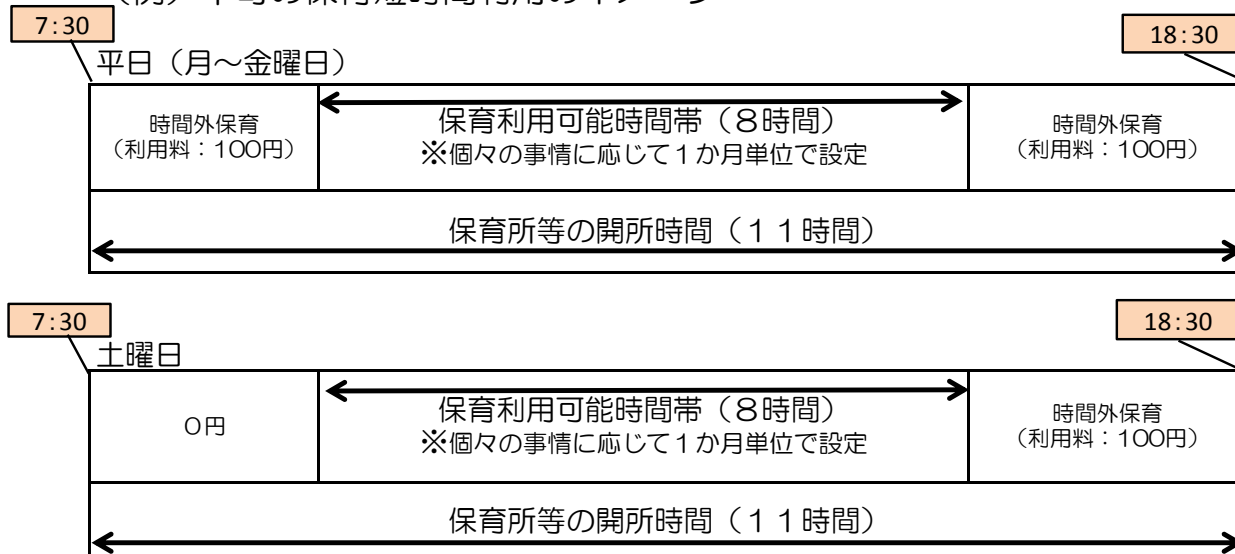 7:30
18:30
平日（月～金曜日）
時間外保育
（利用料：100円）
保育利用可能時間帯（８時間）
※個々の事情に応じて１か月単位で設定
時間外保育
（利用料：100円）
保育所等の開所時間（１１時間）
7:30
18:30
土曜日
0円
保育利用可能時間帯（８時間）
※個々の事情に応じて１か月単位で設定
時間外保育
（利用料：100円）
保育所等の開所時間（１１時間）